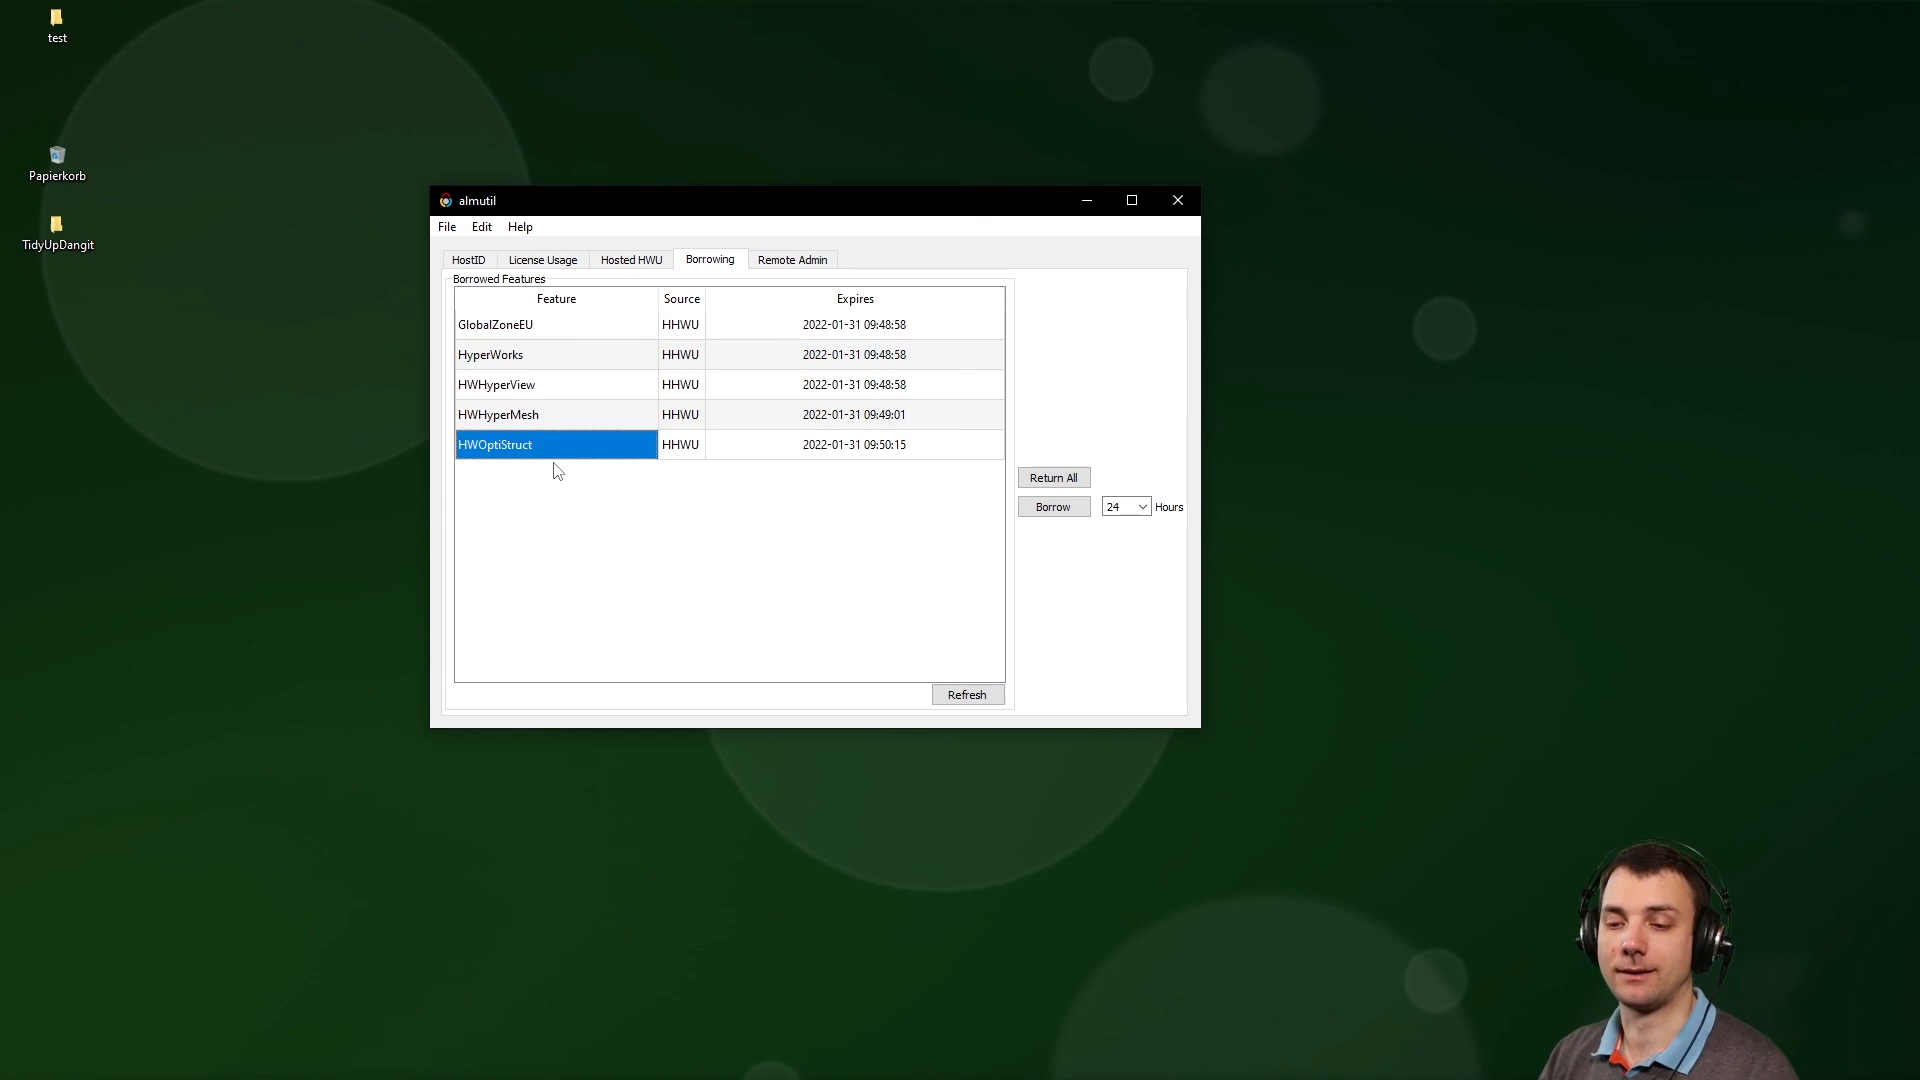 test
Papierkorb
TidyUpDangit
almutil
File Edit Help
HostID License Usage Hosted HWU Borrowing Remote Admin
Borrowed Features
Feature Source Expires
GlobalZoneEU HHWU 2022-01-31 09:48:58
HyperWorks HHWU 2022-01-31 09:48:58
HWHyperView HHWU 2022-01-31 09:48:58
HWHyperMesh HHWU 2022-01-31 09:49:01
HWOptiStruct HHWU 2022-01-31 09:50:15
Return All
Borrow 24 Hours
Refresh